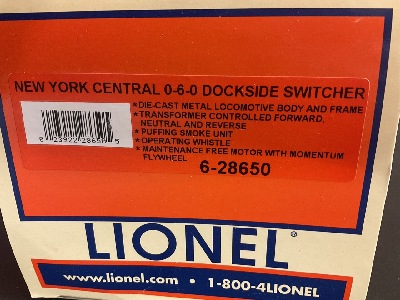 NEW YORK CENTRAL 0-6-0 DOCKSIDE SWITCHER
•DIE-CAST METAL LOCOMOTIVE BODY AND FRAME
•TRANSFORMER CONTROLLED FORWARD,
NEUTRAL AND REVERSE
•PUFFING SMOKE UNIT
•OPERATING WHISTLE
•MAINTENANCE FREE MOTOR WITH MOMENTUM
FLYWHEEL
6-28650
LIONEL®
www.lionel.com • 1-800-4LIONEL